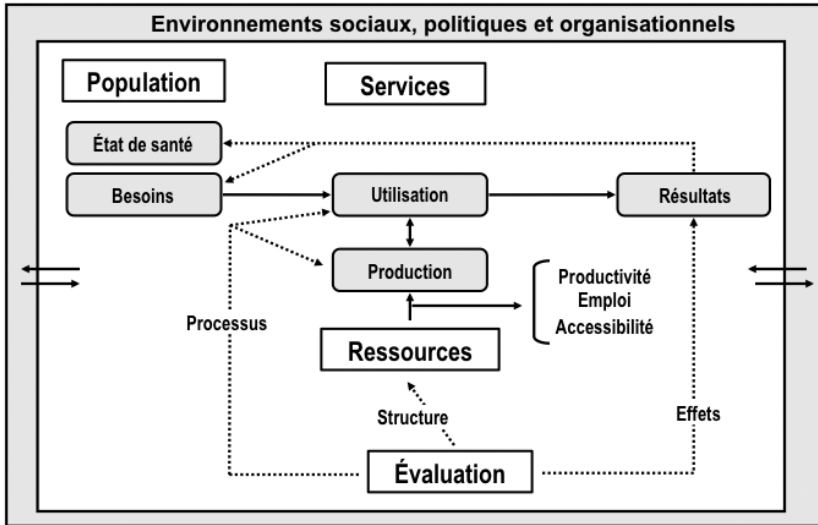 Environnements sociaux, politiques et organisationnels
Population
Services
État de santé
Besoins
Utilisation
Résultats
Production
Productivité
Emploi
Accessibilité
Processus
Ressources
Structure
Effets
Évaluation